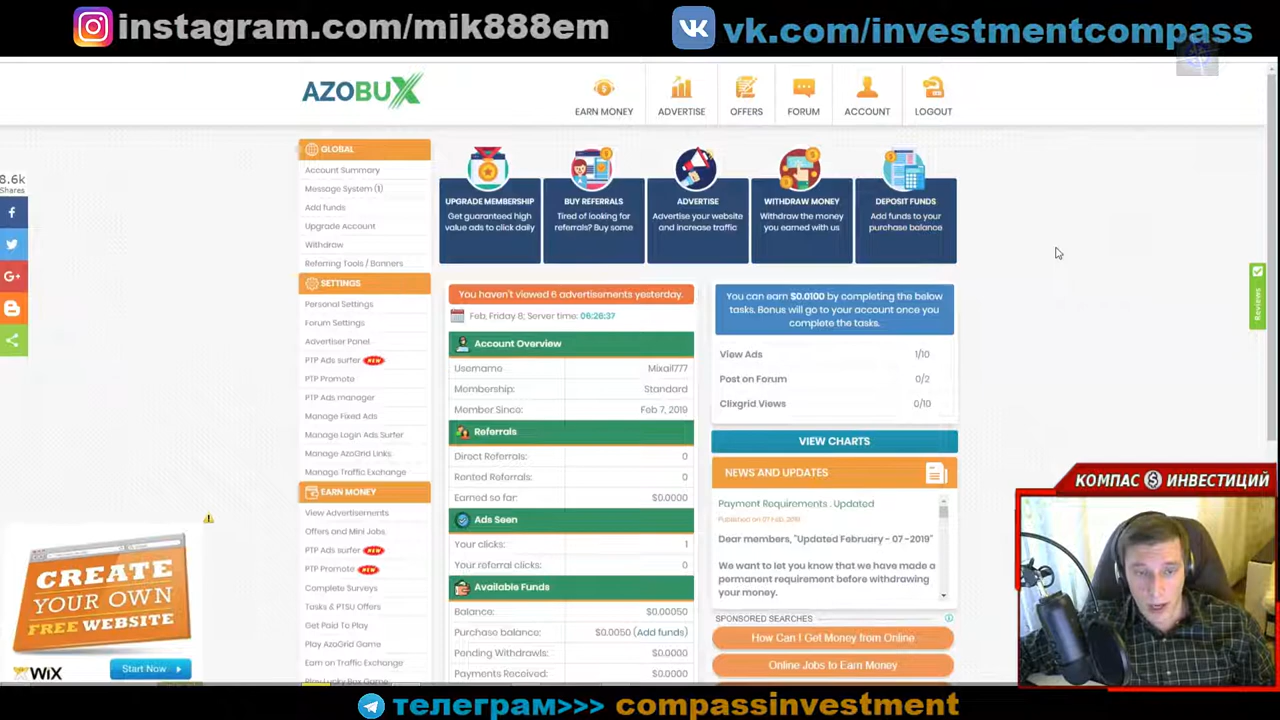 instagram.com/mik888em
vk.com/investmentcompass
AZOBUX
EARN MONEY
ADVERTISE
OFFERS
FORUM
ACCOUNT
LOGOUT
8.6k
Shares
GLOBAL
Account Summary
Message System (1)
Add funds
Upgrade Account
Withdraw
Referring Tools / Banners
SETTINGS
Personal Settings
Forum Settings
Advertiser Panel
PTP Ads surfer NEW
PTP Promote
PTP Ads manager
Manage Fixed Ads
Manage Login Ads Surfer
Manage AzoGrid Links
Manage Traffic Exchange
EARN MONEY
View Advertisements
Offers and Mini Jobs
PTP Ads surfer NEW
PTP Promote NEW
Complete Surveys
Tasks & PTSU Offers
Get Paid To Play
Play AzoGrid Game
Earn on Traffic Exchange
Play Lucky Box Game
UPGRADE MEMBERSHIP
Get guaranteed high
value ads to click daily
BUY REFERRALS
Tired of looking for
referrals? Buy some
ADVERTISE
Advertise your website
and increase traffic
WITHDRAW MONEY
Withdraw the money
you earned with us
DEPOSIT FUNDS
Add funds to your
purchase balance
You haven't viewed 6 advertisements yesterday.
Feb, Friday 8; Server time: 06:26:37
Account Overview
Username Mixail777
Membership: Standard
Member Since: Feb 7, 2019
Referrals
Direct Referrals: 0
Rented Referrals: 0
Earned so far: $0.0000
Ads Seen
Your clicks: 1
Your referral clicks: 0
Available Funds
Balance: $0.00050
Purchase balance: $0.0050 (Add funds)
Pending Withdrawls: $0.0000
Payments Received: $0.0000
You can earn $0.0100 by completing the below
tasks. Bonus will go to your account once you
complete the tasks.
View Ads 1/10
Post on Forum 0/2
Clixgrid Views 0/10
VIEW CHARTS
NEWS AND UPDATES
Payment Requirements . Updated
Published on 07 Feb, 2019
Dear members, "Updated February - 07 -2019"
We want to let you know that we have made a
permanent requirement before withdrawing
your money.
SPONSORED SEARCHES
How Can I Get Money from Online
Online Jobs to Earn Money
Reviews
CREATE
YOUR OWN
FREE WEBSITE
WiX
Start Now
КОМПАС $ ИНВЕСТИЦИЙ
телеграм>>> compassinvestment